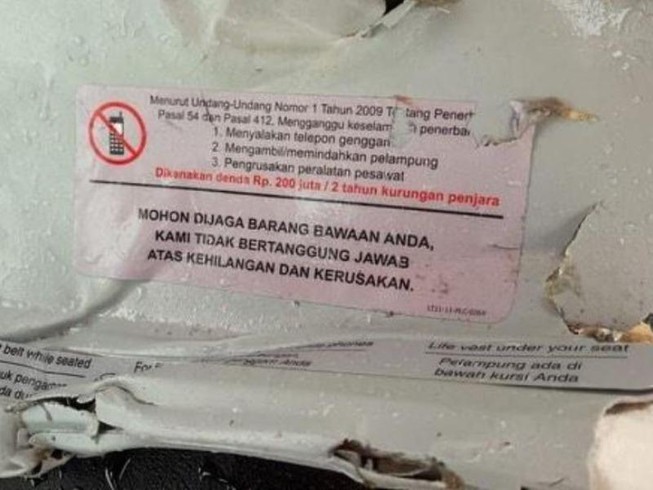 Menurut Undang-Undang Nomor 1 Tahun 2009
Pasal 54 dan Pasal 412, Mengganggu
1. Menyalakan telepon
2. Mengambil/memindahkan pelampung
3. Pengrusakan peralatan pesawat
Dikenakan denda Rp. 200 juta / 2 tahun kurungan penjara
MOHON DIJAGA BARANG BAWAAN ANDA,
KAMI TIDAK BERTANGGUNG JAWAB
ATAS KEHILANGAN DAN KERUSAKAN.
belt while seated
Life vest under your seat
Pelampung ada di
bawah kursi Anda